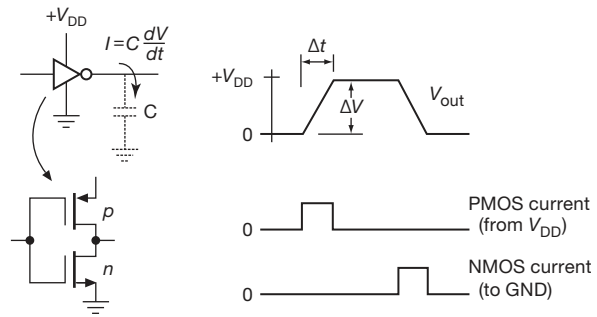 +V_DD
I = C dV/dt
C
p
n
Δt
+V_DD
ΔV
V_out
0
PMOS current
(from V_DD)
0
NMOS current
(to GND)
0